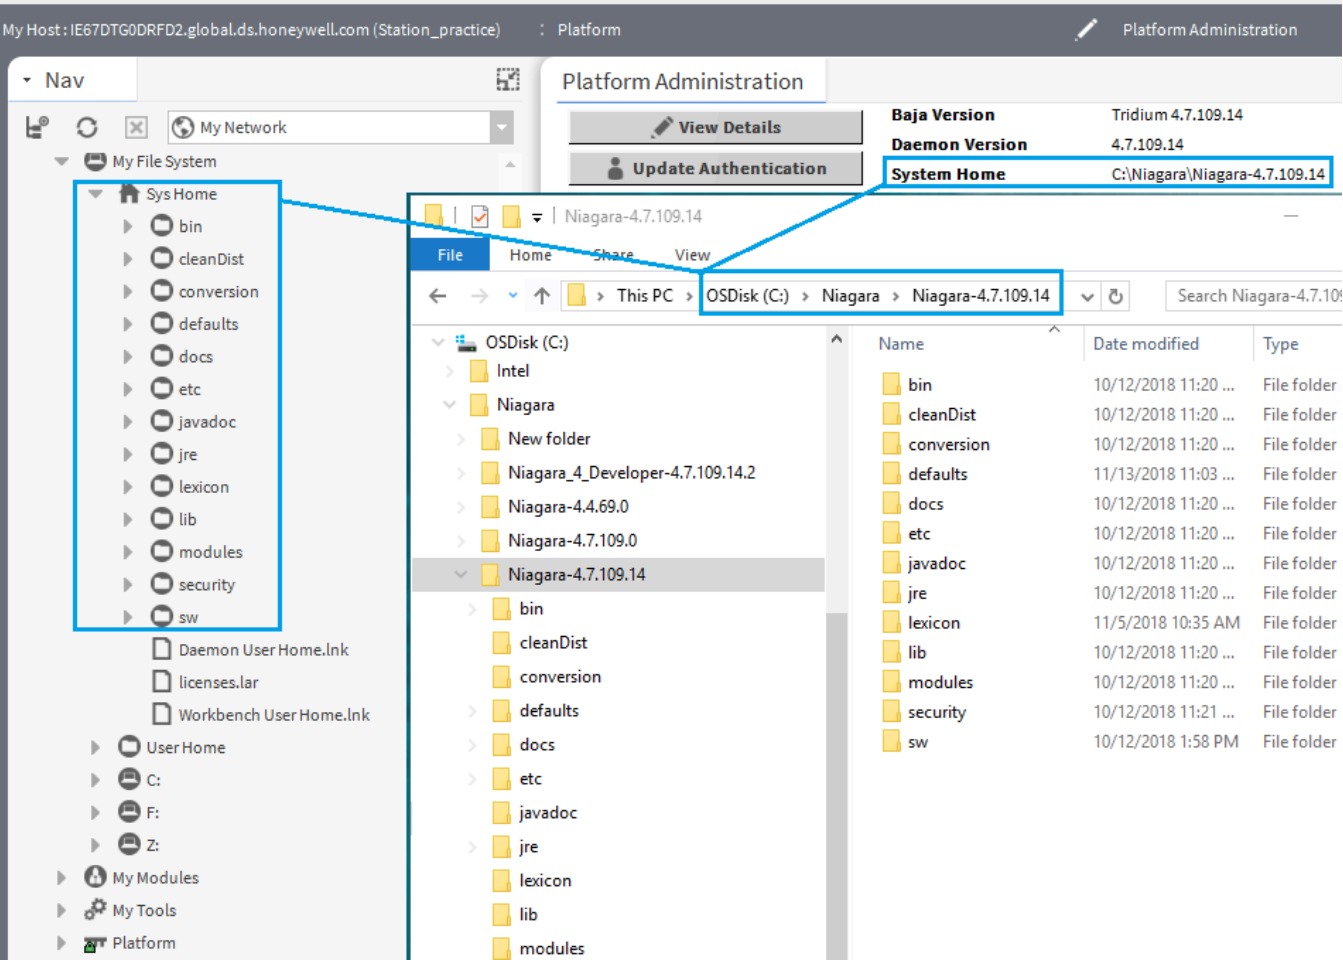 My Host : IE67DTG0DRFD2.global.ds.honeywell.com (Station_practice) : Platform Platform Administration
Nav
My Network
My File System
Sys Home
bin
cleanDist
conversion
defaults
docs
etc
javadoc
jre
lexicon
lib
modules
security
sw
Daemon User Home.lnk
licenses.lar
Workbench User Home.lnk
User Home
C:
F:
Z:
My Modules
My Tools
Platform
Platform Administration
View Details
Update Authentication
Baja Version Tridium 4.7.109.14
Daemon Version 4.7.109.14
System Home C:\Niagara\Niagara-4.7.109.14
Niagara-4.7.109.14
File Home Share View
This PC > OSDisk (C:) > Niagara > Niagara-4.7.109.14
Search Niagara-4.7.109
OSDisk (C:)
Intel
Niagara
New folder
Niagara_4_Developer-4.7.109.14.2
Niagara-4.4.69.0
Niagara-4.7.109.0
Niagara-4.7.109.14
bin
cleanDist
conversion
defaults
docs
etc
javadoc
jre
lexicon
lib
modules
Name Date modified Type
bin 10/12/2018 11:20 ... File folder
cleanDist 10/12/2018 11:20 ... File folder
conversion 10/12/2018 11:20 ... File folder
defaults 11/13/2018 11:03 ... File folder
docs 10/12/2018 11:20 ... File folder
etc 10/12/2018 11:20 ... File folder
javadoc 10/12/2018 11:20 ... File folder
jre 10/12/2018 11:20 ... File folder
lexicon 11/5/2018 10:35 AM File folder
lib 10/12/2018 11:20 ... File folder
modules 10/12/2018 11:20 ... File folder
security 10/12/2018 11:21 ... File folder
sw 10/12/2018 1:58 PM File folder